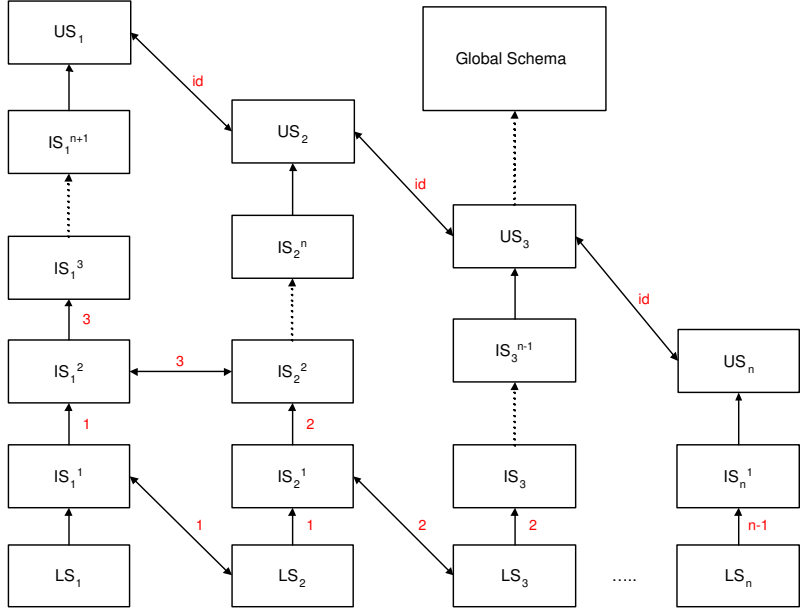 US₁
Global Schema
id
US₂
IS₁ⁿ⁺¹
id
US₃
IS₂ⁿ
IS₁³
id
3
IS₃ⁿ⁻¹
3
IS₁²
IS₂²
USₙ
1
2
IS₁¹
IS₂¹
IS₃
ISₙ¹
1
1
2
2
n-1
LS₁
LS₂
LS₃
.....
LSₙ